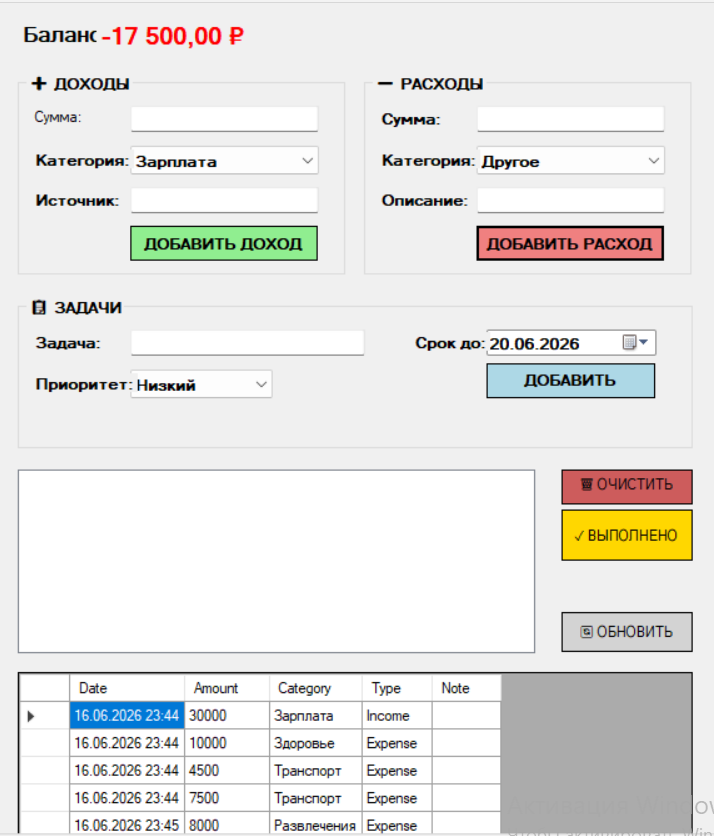 Баланс -17 500,00 ₽
+ ДОХОДЫ
Сумма:
Категория: Зарплата
Источник:
ДОБАВИТЬ ДОХОД
− РАСХОДЫ
Сумма:
Категория: Другое
Описание:
ДОБАВИТЬ РАСХОД
📋 ЗАДАЧИ
Задача:
Срок до: 20.06.2026
Приоритет: Низкий
ДОБАВИТЬ
🗑 ОЧИСТИТЬ
✓ ВЫПОЛНЕНО
ОБНОВИТЬ
Date Amount Category Type Note
16.06.2026 23:44 30000 Зарплата Income
16.06.2026 23:44 10000 Здоровье Expense
16.06.2026 23:44 4500 Транспорт Expense
16.06.2026 23:44 7500 Транспорт Expense
16.06.2026 23:45 8000 Развлечения Expense
Активация Windo